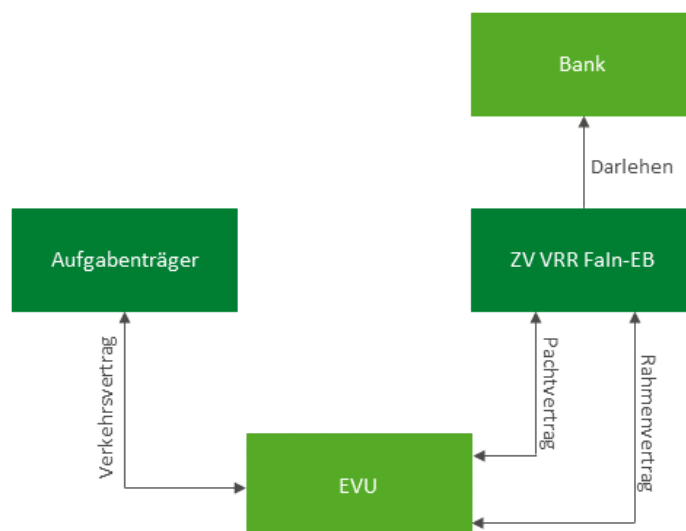 Bank
Darlehen
Aufgabenträger
ZV VRR FaIn-EB
Verkehrsvertrag
Pachtvertrag
Rahmenvertrag
EVU